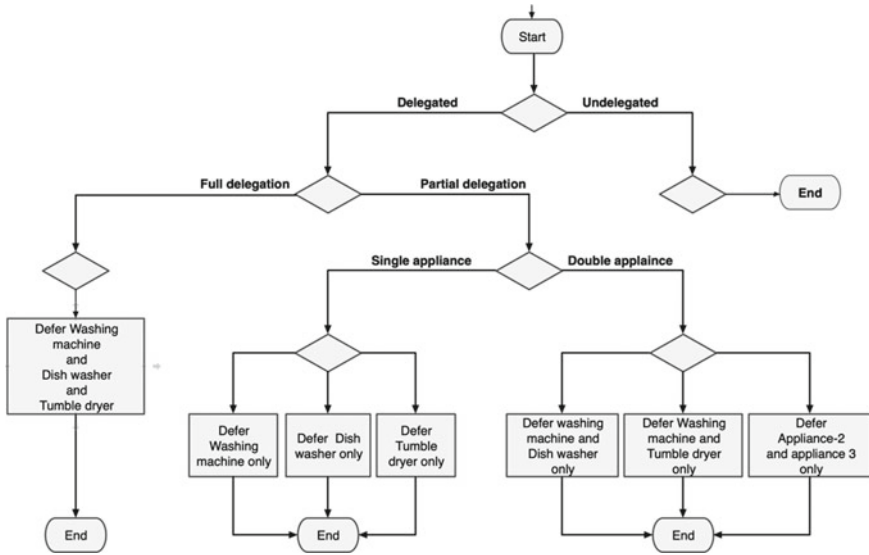 Start
Delegated
Undelegated
Full delegation
Partial delegation
End
Single appliance
Double applaince
Defer Washing
machine
and
Dish washer
and
Tumble dryer
Defer
Washing
machine only
Defer Dish
washer only
Defer
Tumble
dryer only
Defer washing
machine and
Dish washer
only
Defer Washing
machine and
Tumble dryer
only
Defer
Appliance-2
and appliance 3
only
End
End
End